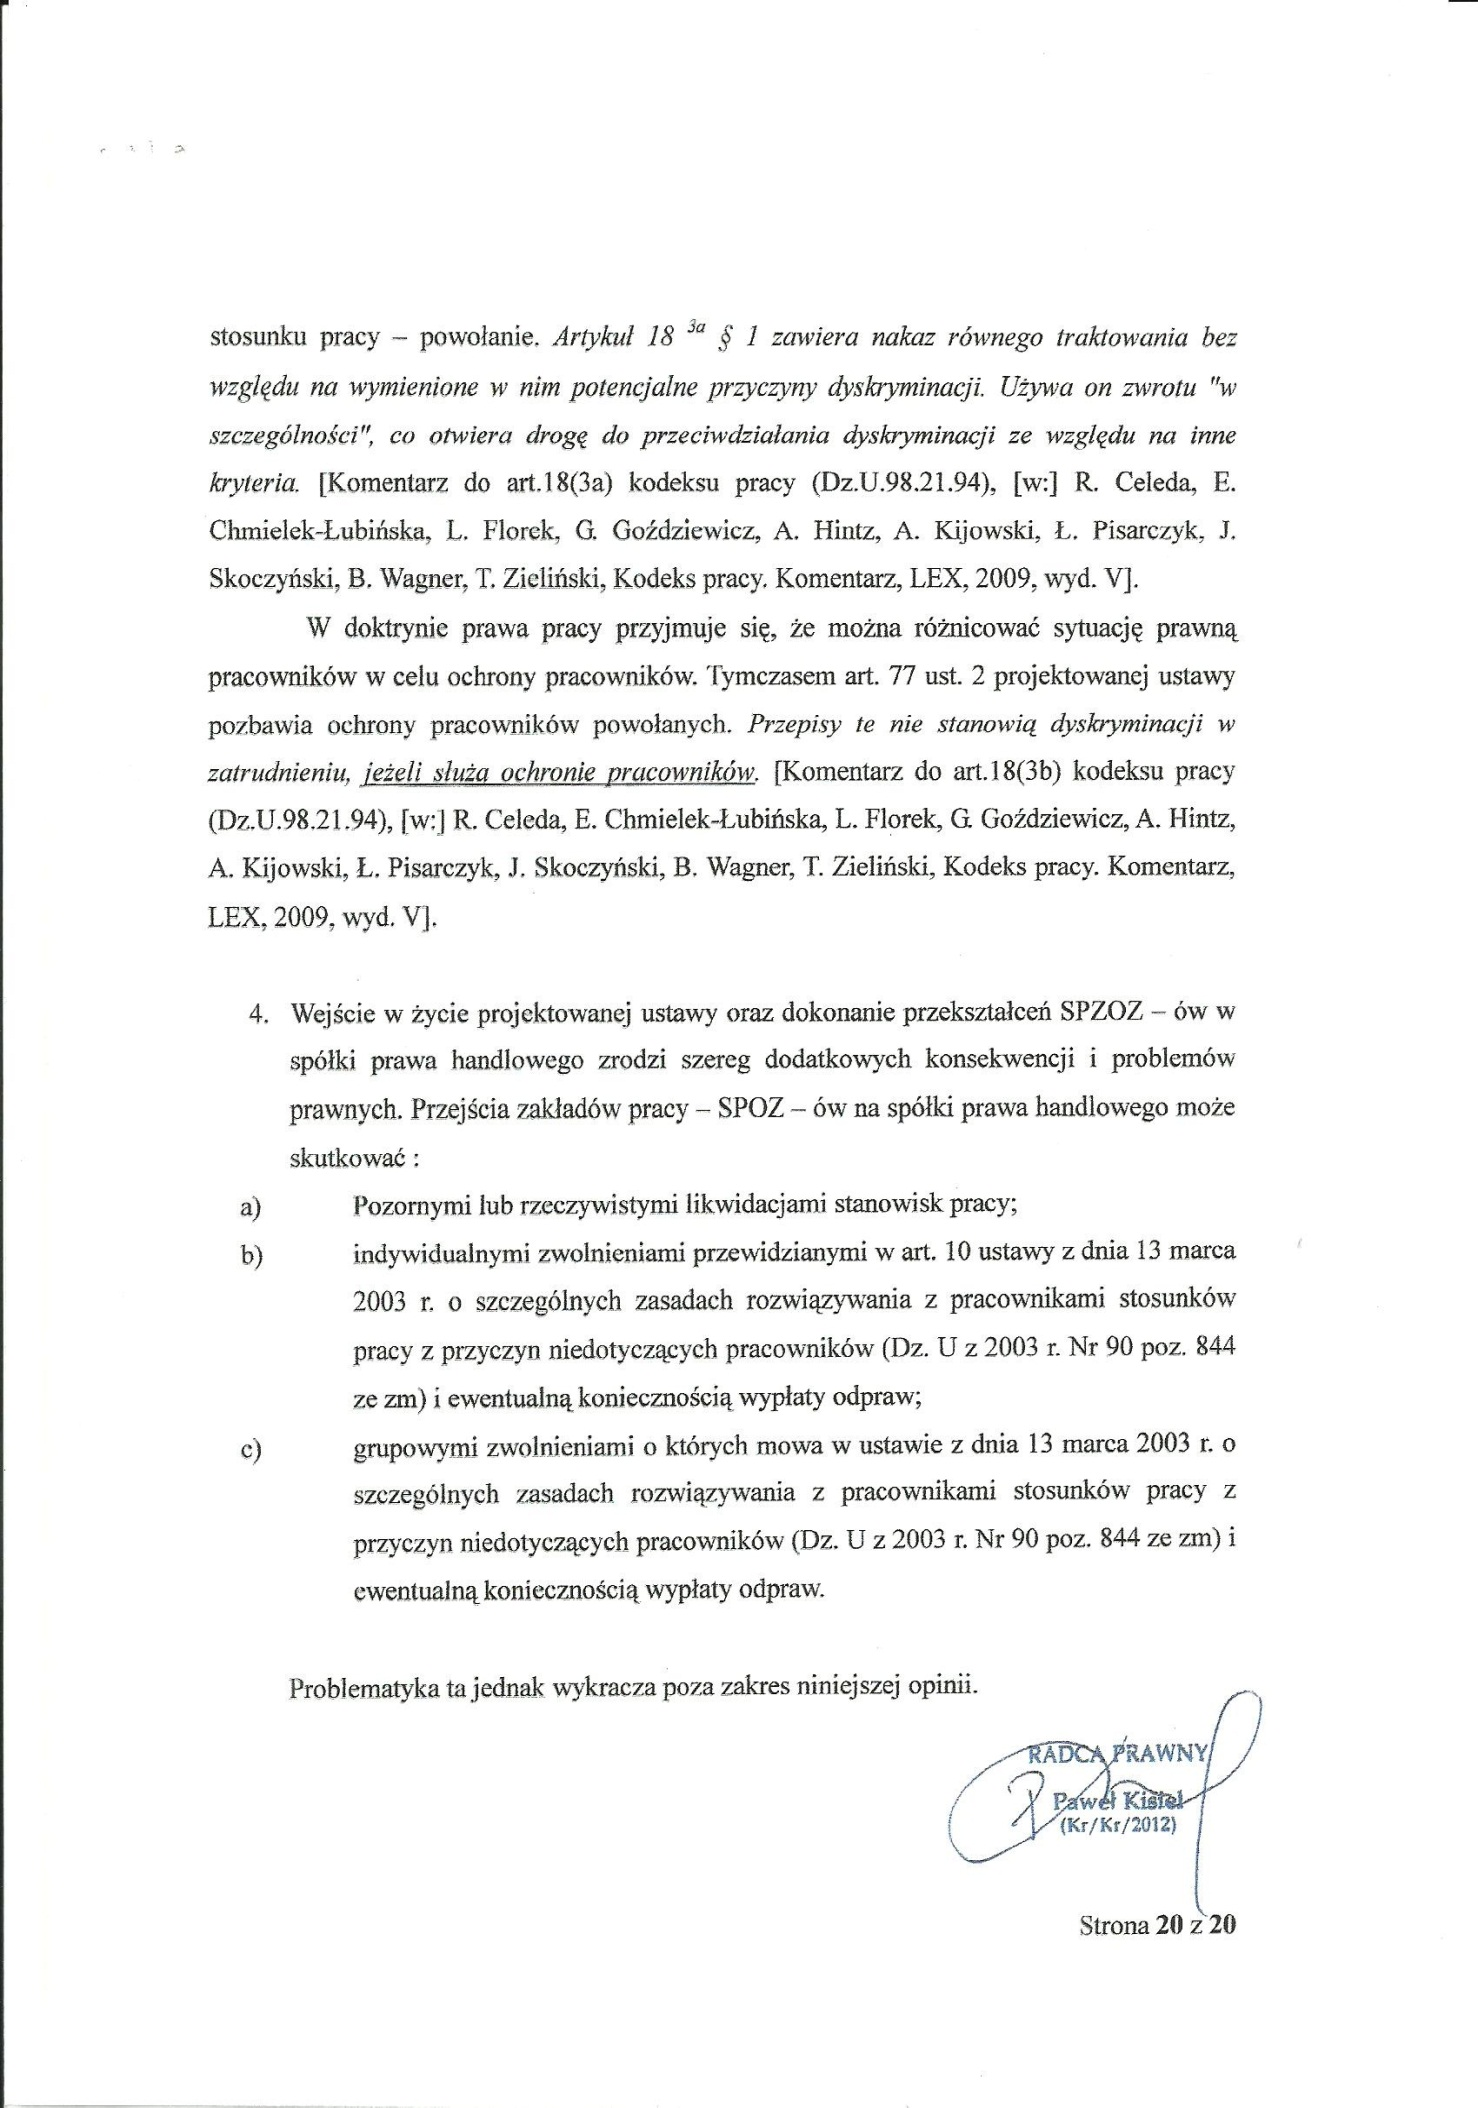 stosunku pracy – powołanie. Artykuł 18 3a § 1 zawiera nakaz równego traktowania bez
względu na wymienione w nim potencjalne przyczyny dyskryminacji. Używa on zwrotu "w
szczególności", co otwiera drogę do przeciwdziałania dyskryminacji ze względu na inne
kryteria. [Komentarz do art.18(3a) kodeksu pracy (Dz.U.98.21.94), [w:] R. Celeda, E.
Chmielek-Łubińska, L. Florek, G. Goździewicz, A. Hintz, A. Kijowski, Ł. Pisarczyk, J.
Skoczyński, B. Wagner, T. Zieliński, Kodeks pracy. Komentarz, LEX, 2009, wyd. V].
W doktrynie prawa pracy przyjmuje się, że można różnicować sytuację prawną
pracowników w celu ochrony pracowników. Tymczasem art. 77 ust. 2 projektowanej ustawy
pozbawia ochrony pracowników powołanych. Przepisy te nie stanowią dyskryminacji w
zatrudnieniu, jeżeli służą ochronie pracowników. [Komentarz do art.18(3b) kodeksu pracy
(Dz.U.98.21.94), [w:] R. Celeda, E. Chmielek-Łubińska, L. Florek, G. Goździewicz, A. Hintz,
A. Kijowski, Ł. Pisarczyk, J. Skoczyński, B. Wagner, T. Zieliński, Kodeks pracy. Komentarz,
LEX, 2009, wyd. V].
4. Wejście w życie projektowanej ustawy oraz dokonanie przekształceń SPZOZ – ów w
spółki prawa handlowego zrodzi szereg dodatkowych konsekwencji i problemów
prawnych. Przejścia zakładów pracy – SPOZ – ów na spółki prawa handlowego może
skutkować :
a) Pozornymi lub rzeczywistymi likwidacjami stanowisk pracy;
b) indywidualnymi zwolnieniami przewidzianymi w art. 10 ustawy z dnia 13 marca
2003 r. o szczególnych zasadach rozwiązywania z pracownikami stosunków
pracy z przyczyn niedotyczących pracowników (Dz. U z 2003 r. Nr 90 poz. 844
ze zm) i ewentualną koniecznością wypłaty odpraw;
c) grupowymi zwolnieniami o których mowa w ustawie z dnia 13 marca 2003 r. o
szczególnych zasadach rozwiązywania z pracownikami stosunków pracy z
przyczyn niedotyczących pracowników (Dz. U z 2003 r. Nr 90 poz. 844 ze zm) i
ewentualną koniecznością wypłaty odpraw.
Problematyka ta jednak wykracza poza zakres niniejszej opinii.
RADCA PRAWNY
Paweł Kisiel
(Kr/Kr/2012)
Strona 20 z 20